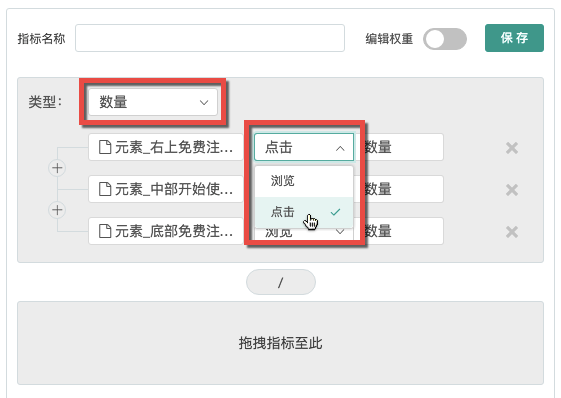 指标名称 编辑权重 保 存
类型： 数量
元素_右上免费注... 点击 数量
浏览
元素_中部开始使... 数量
点击
元素_底部免费注... 浏览 数量
/
拖拽指标至此